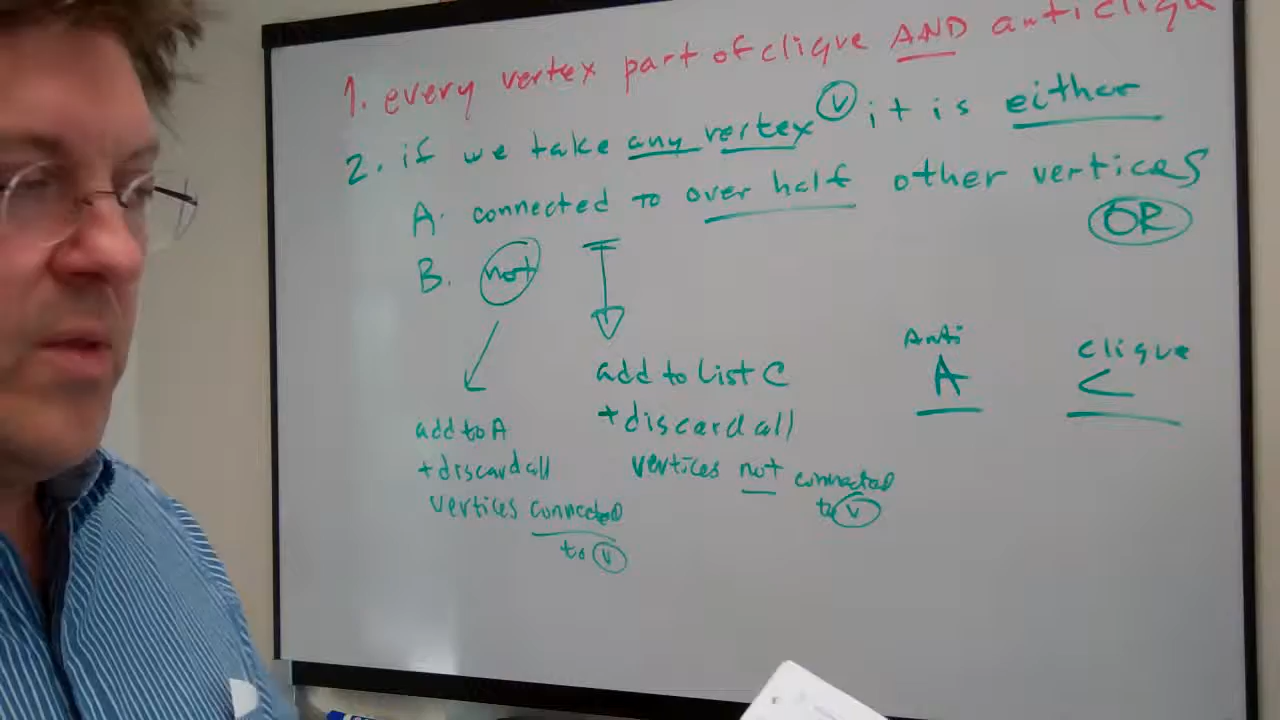 1. every vertex part of clique AND anticliqu
2. if we take any vertex v it is either
A. connected to over half other vertices
OR
B. not
add to List C
+ discard all
vertices not connected
to v
add to A
+ discard all
vertices connected
to v
Anti
A
clique
C